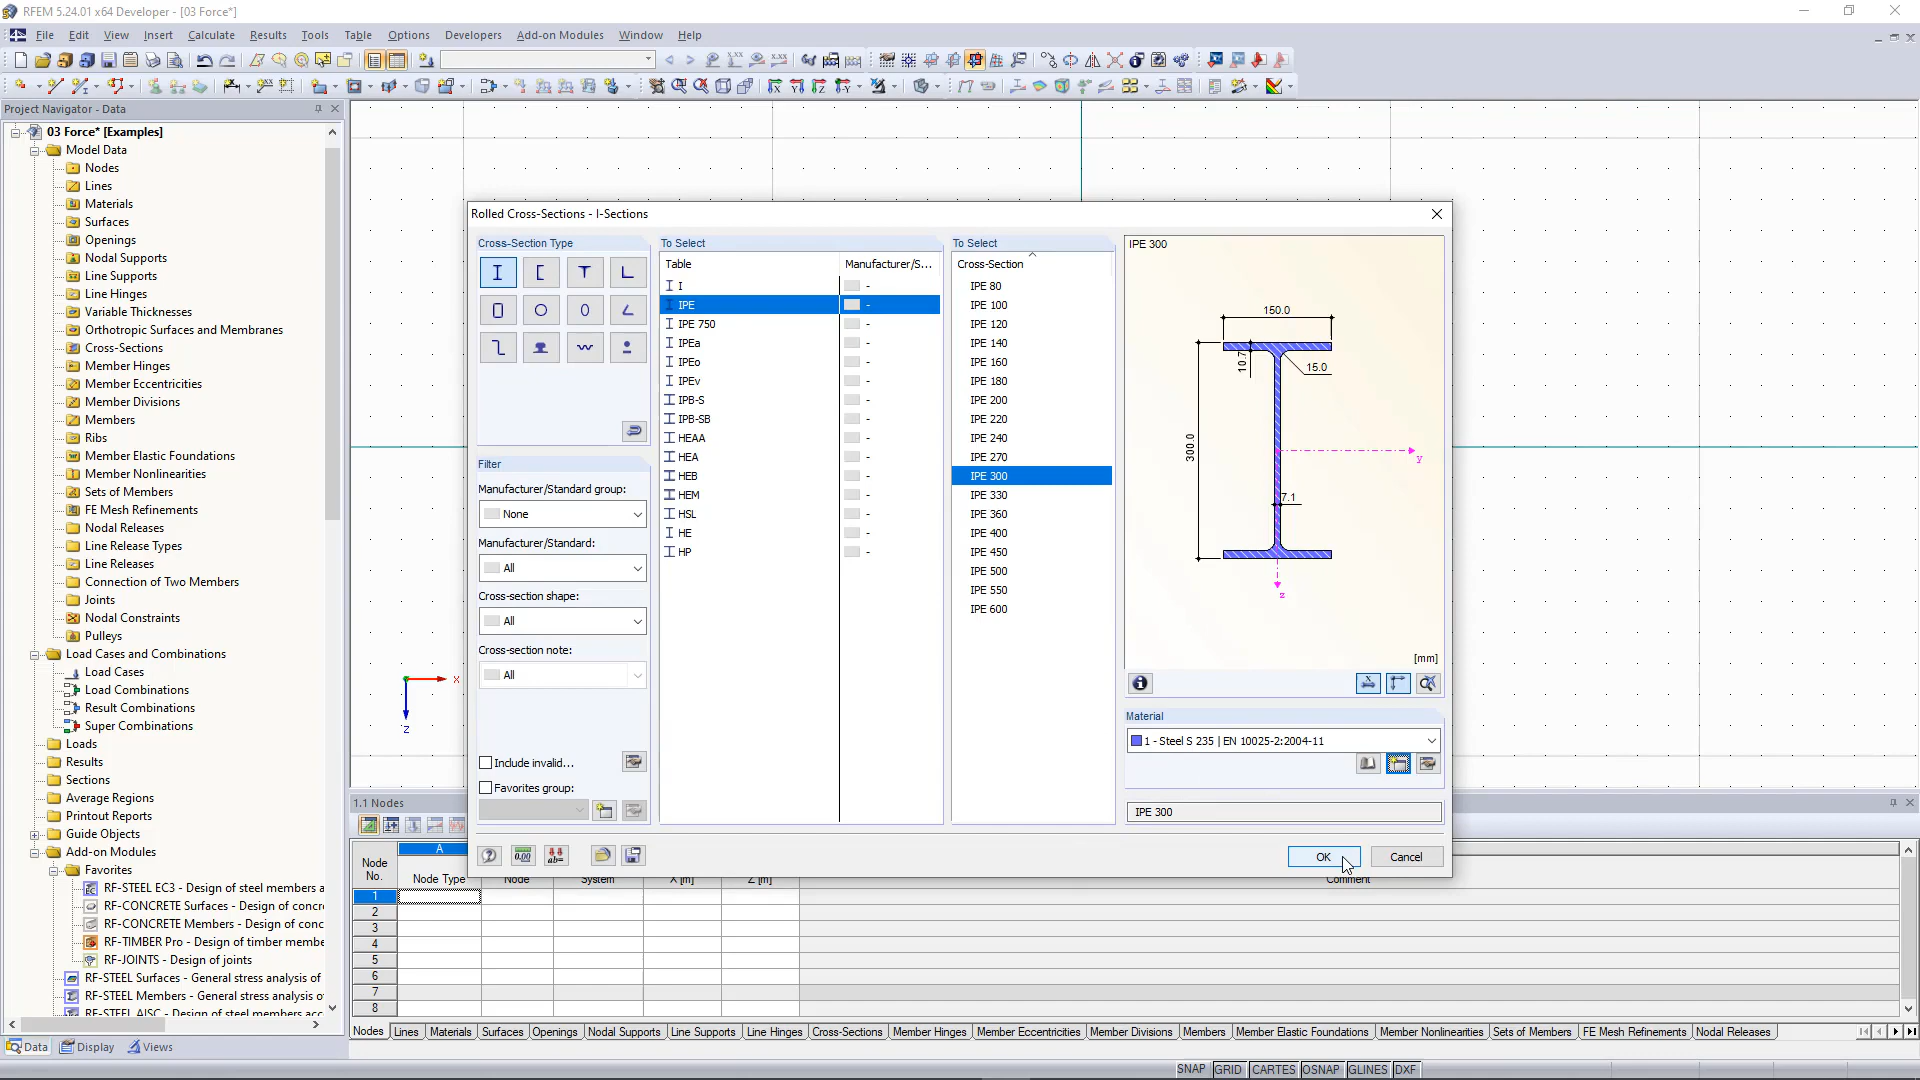 RFEM 5.24.01 x64 Developer - [03 Force*]
File Edit View Insert Calculate Results Tools Table Options Developers Add-on Modules Window Help
Project Navigator - Data
03 Force* [Examples]
Model Data
Nodes
Lines
Materials
Surfaces
Openings
Nodal Supports
Line Supports
Line Hinges
Variable Thicknesses
Orthotropic Surfaces and Membranes
Cross-Sections
Member Hinges
Member Eccentricities
Member Divisions
Members
Ribs
Member Elastic Foundations
Member Nonlinearities
Sets of Members
FE Mesh Refinements
Nodal Releases
Line Release Types
Line Releases
Connection of Two Members
Joints
Nodal Constraints
Pulleys
Load Cases and Combinations
Load Cases
Load Combinations
Result Combinations
Super Combinations
Loads
Results
Sections
Average Regions
Printout Reports
Guide Objects
Add-on Modules
Favorites
RF-STEEL EC3 - Design of steel members a
RF-CONCRETE Surfaces - Design of concr
RF-CONCRETE Members - Design of conc
RF-TIMBER Pro - Design of timber membe
RF-JOINTS - Design of joints
RF-STEEL Surfaces - General stress analysis of
RF-STEEL Members - General stress analysis of
RF-STEEL AISC - Design of steel members acc
Data Display Views
X
Z
Rolled Cross-Sections - I-Sections
Cross-Section Type
Filter
Manufacturer/Standard group:
None
Manufacturer/Standard:
All
Cross-section shape:
All
Cross-section note:
All
Include invalid...
Favorites group:
To Select
Table Manufacturer/S...
I -
IPE -
IPE 750 -
IPEa -
IPEo -
IPEv -
IPB-S -
IPB-SB -
HEAA -
HEA -
HEB -
HEM -
HSL -
HE -
HP -
To Select
Cross-Section
IPE 80
IPE 100
IPE 120
IPE 140
IPE 160
IPE 180
IPE 200
IPE 220
IPE 240
IPE 270
IPE 300
IPE 330
IPE 360
IPE 400
IPE 450
IPE 500
IPE 550
IPE 600
IPE 300
150.0
10.7
15.0
300.0
y
7.1
z
[mm]
Material
1 - Steel S 235 | EN 10025-2:2004-11
IPE 300
OK Cancel
1.1 Nodes
A
Node
No.
Node Type Node System X [m] Z [m] Comment
1
2
3
4
5
6
7
8
Nodes Lines Materials Surfaces Openings Nodal Supports Line Supports Line Hinges Cross-Sections Member Hinges Member Eccentricities Member Divisions Members Member Elastic Foundations Member Nonlinearities Sets of Members FE Mesh Refinements Nodal Releases
SNAP GRID CARTES OSNAP GLINES DXF